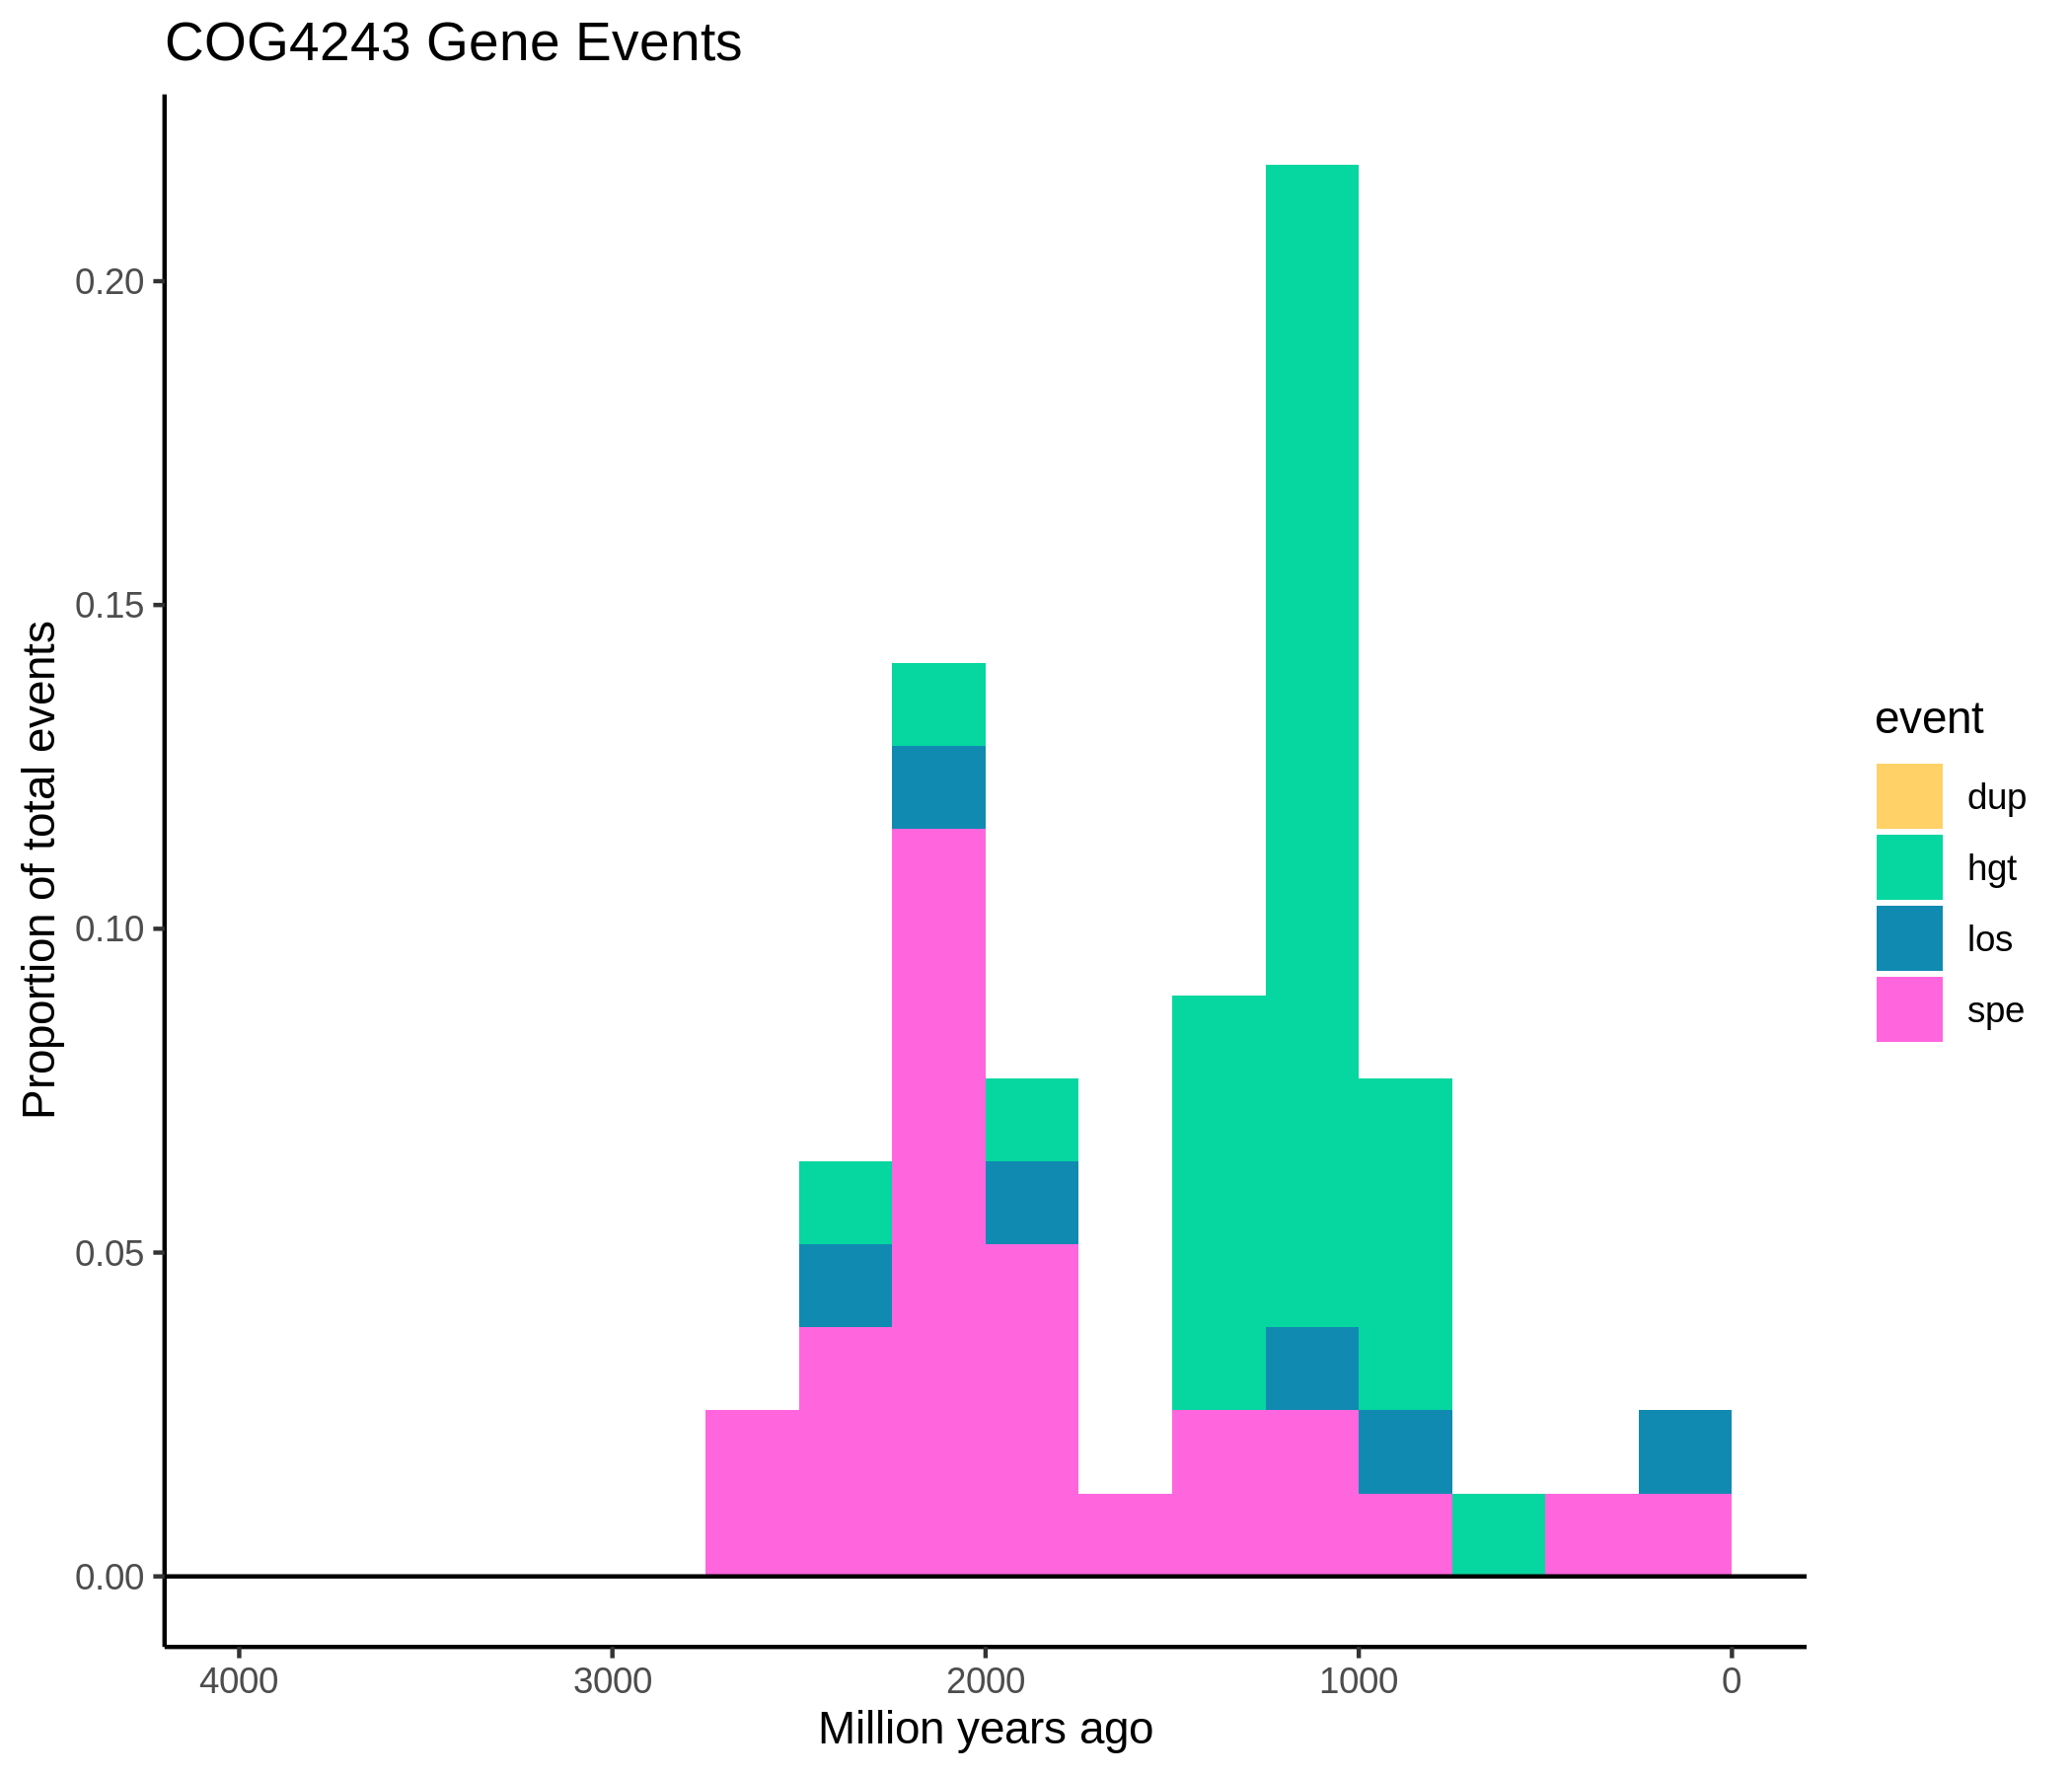 COG4243 Gene Events
Proportion of total events
0.20
0.15
0.10
0.05
0.00
4000 3000 2000 1000 0
Million years ago
event
dup
hgt
los
spe